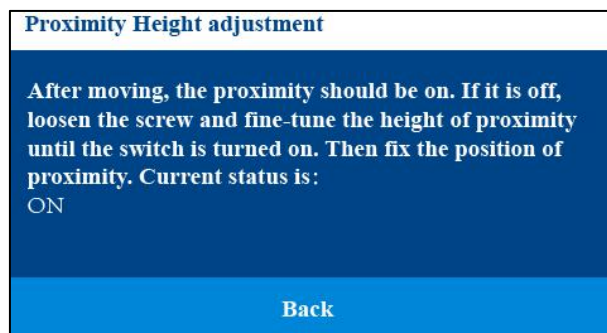 Proximity Height adjustment
After moving, the proximity should be on. If it is off,
loosen the screw and fine-tune the height of proximity
until the switch is turned on. Then fix the position of
proximity. Current status is:
ON
Back